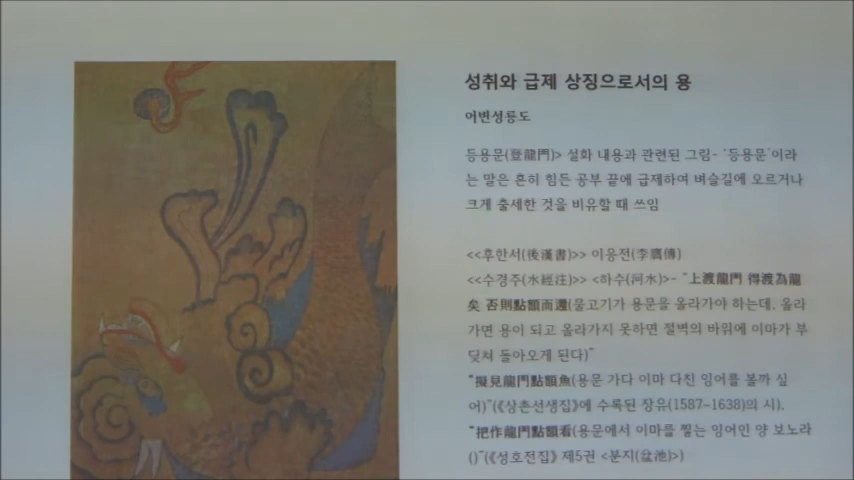 성취와 급제 상징으로서의 용
어변성룡도
등용문(登龍門)> 설화 내용과 관련된 그림- ‘등용문’이라
는 말은 흔히 힘든 공부 끝에 급제하여 벼슬길에 오르거나
크게 출세한 것을 비유할 때 쓰임
<<후한서(後漢書)>> 이응전(李膺傳)
<<수경주(水經注)>> <하수(河水)>- “上渡龍門 得渡為龍
矣 否則點額而還(물고기가 용문을 올라가야 하는데, 올라
가면 용이 되고 올라가지 못하면 절벽의 바위에 이마가 부
딪쳐 돌아오게 된다)”
“擬見龍門點額魚(용문 가다 이마 다친 잉어를 볼까 싶
어)”(《상촌선생집》에 수록된 장유(1587~1638)의 시).
“把作龍門點額看(용문에서 이마를 찧는 잉어인 양 보노라
()”(《성호전집》 제5권 <분지(盆池)>)